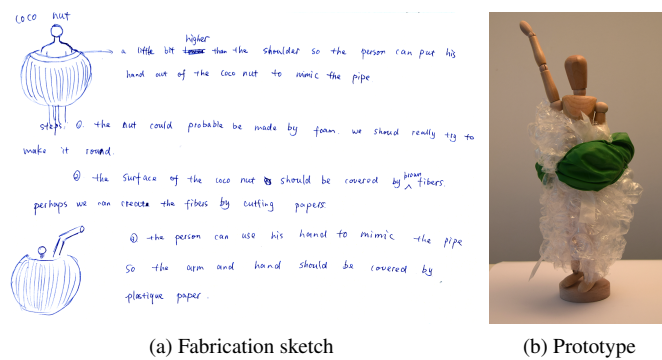 coco nut
higher
a little bit than the shoulder so the person can put his
hand out of the coco nut to mimic the pipe
steps: ①. the nut could probable be made by foam. we shoud really try to
make it round.
② the surface of the coco nut should be covered by brown fibers.
perhaps we can create the fibers by cutting papers.
③ the person can use his hand to mimic the pipe
so the arm and hand should be covered by
plastique paper.
(a) Fabrication sketch
(b) Prototype